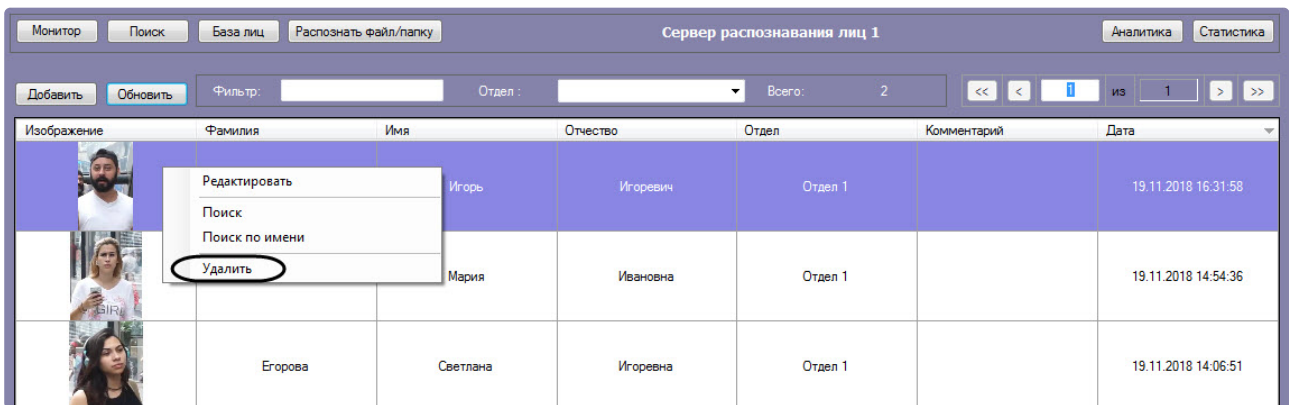 Монитор Поиск База лиц Распознать файл/папку Сервер распознавания лиц 1 Аналитика Статистика
Добавить Обновить Фильтр: Отдел : Всего: 2 << < 1 из 1 > >>
Изображение Фамилия Имя Отчество Отдел Комментарий Дата
Редактировать
Игорь Игоревич Отдел 1 19.11.2018 16:31:58
Поиск
Поиск по имени
Удалить
Мария Ивановна Отдел 1 19.11.2018 14:54:36
GIRL
Егорова Светлана Игоревна Отдел 1 19.11.2018 14:06:51